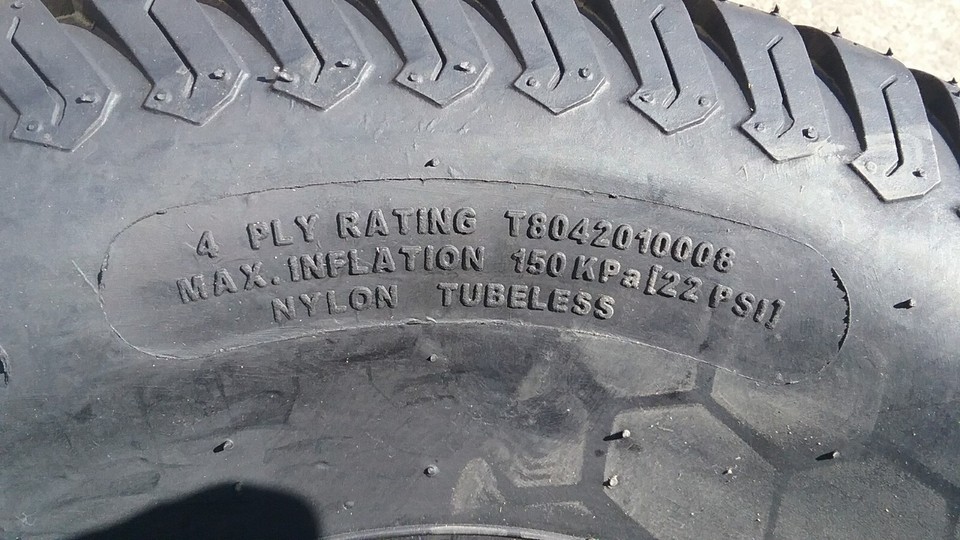 4 PLY RATING T8042010008
MAX. INFLATION 150 KPa [22 PSI]
NYLON TUBELESS